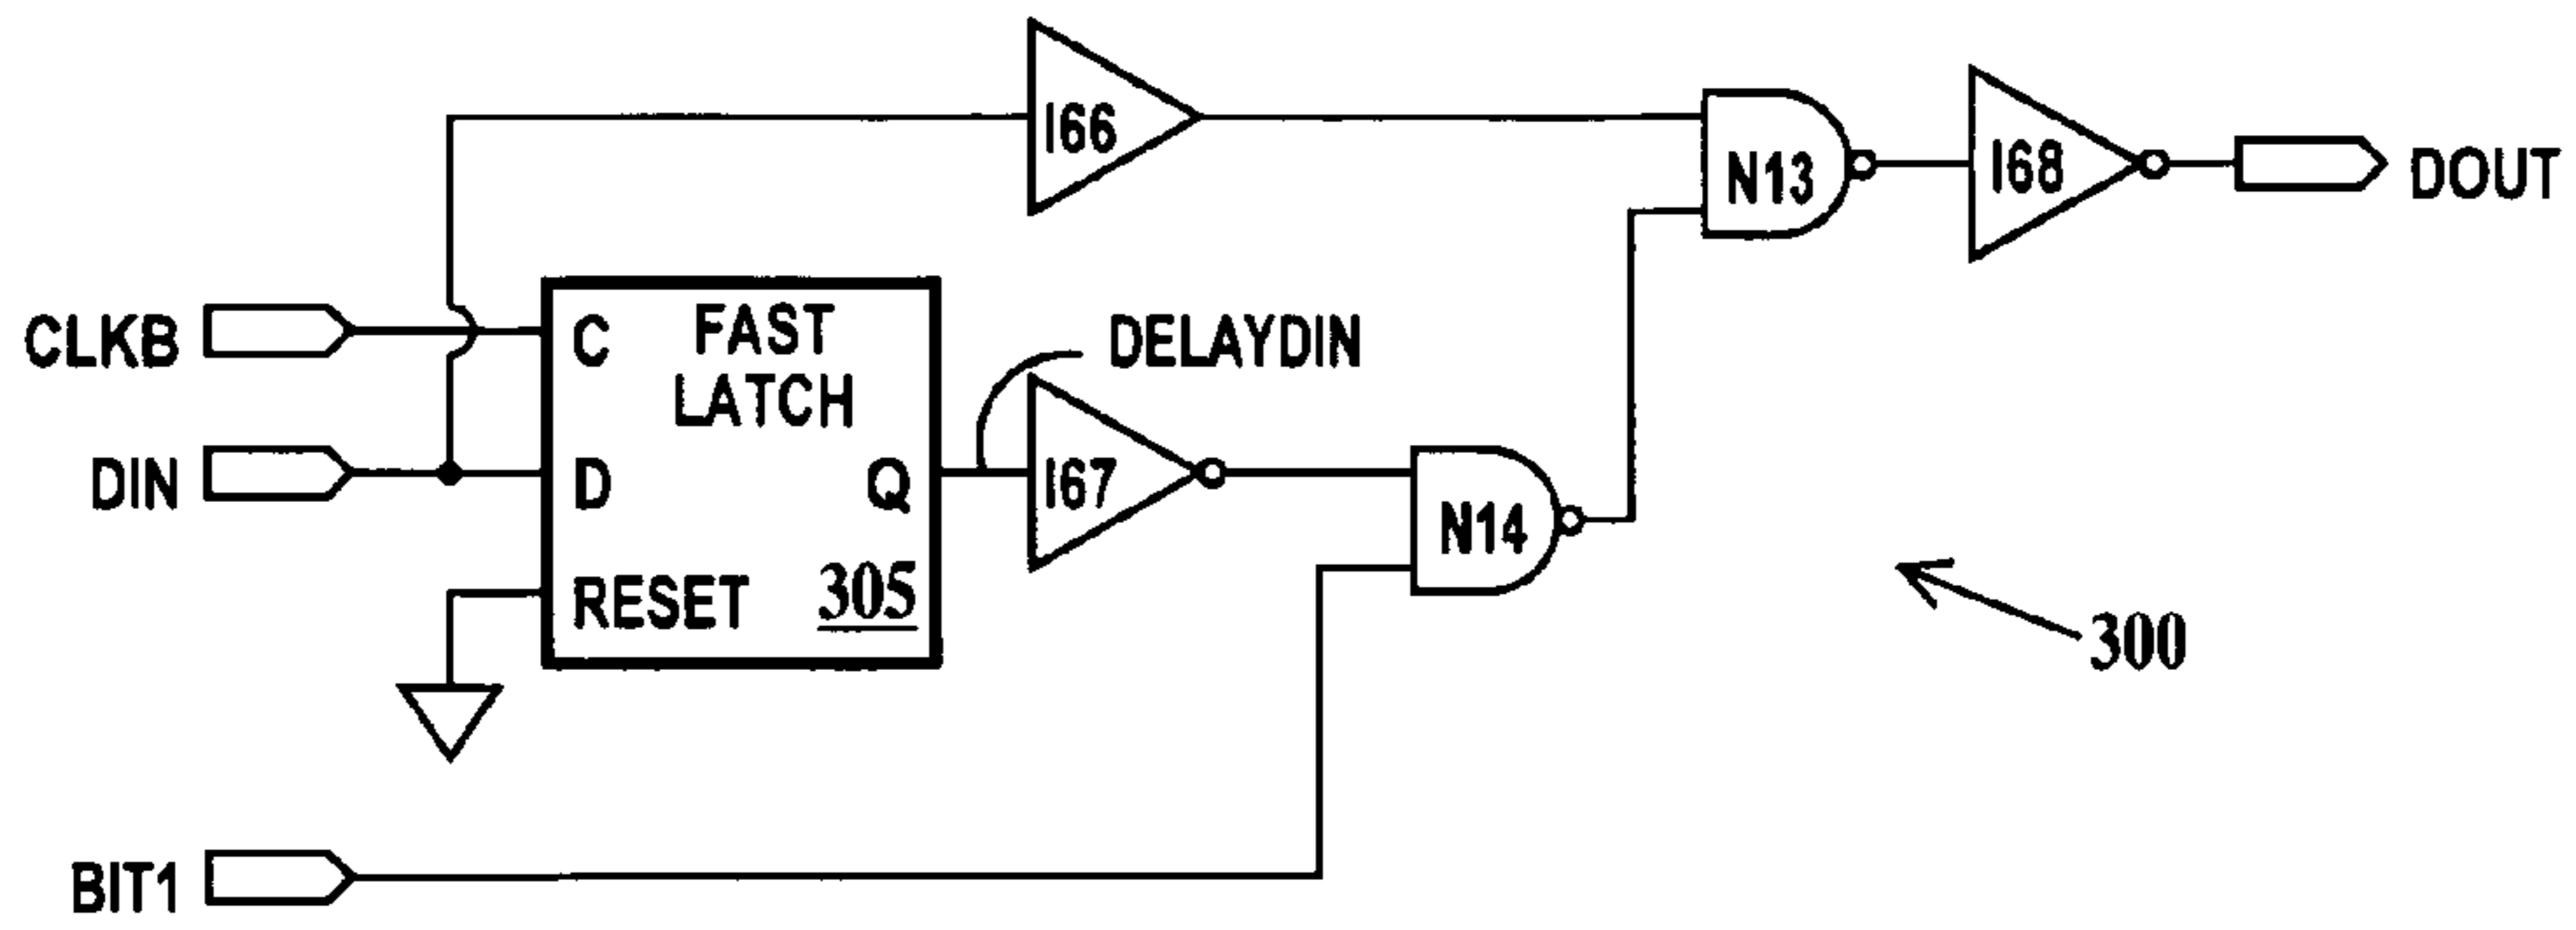 I66
N13
I68
DOUT
CLKB
C
FAST
LATCH
DELAYDIN
DIN
D
Q
I67
N14
RESET
305
300
BIT1